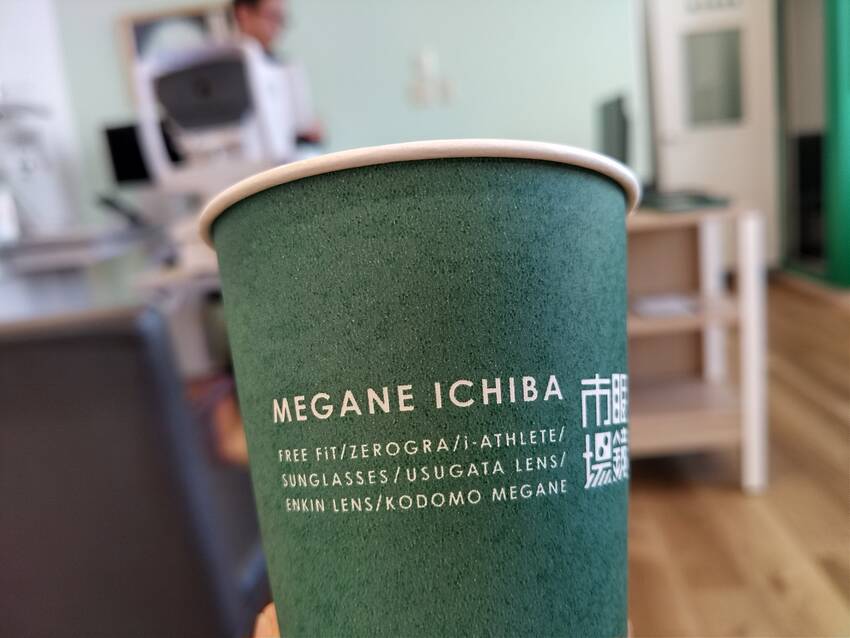 MEGANE ICHIBA
FREE FiT/ZEROGRA/i-ATHLETE/
SUNGLASSES/USUGATA LENS/
ENKIN LENS/KODOMO MEGANE
眼鏡
市場